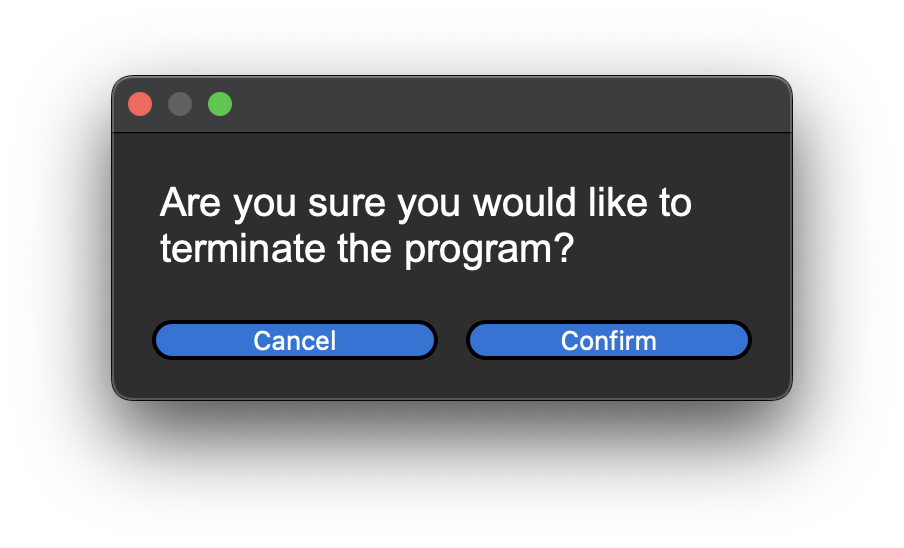 Are you sure you would like to
terminate the program?
Cancel
Confirm